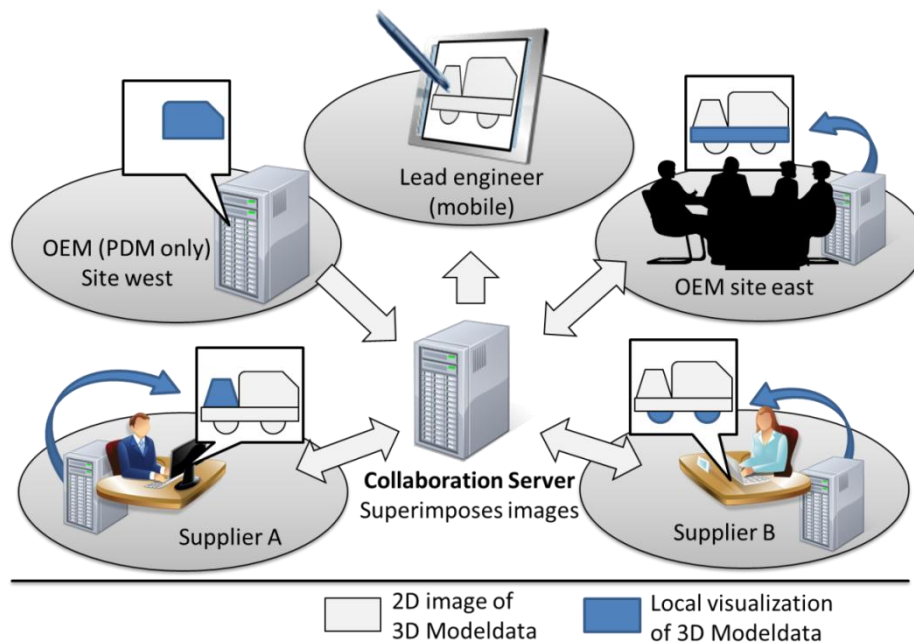 Lead engineer
(mobile)
OEM (PDM only)
Site west
OEM site east
Collaboration Server
Superimposes images
Supplier A
Supplier B
2D image of
3D Modeldata
Local visualization
of 3D Modeldata